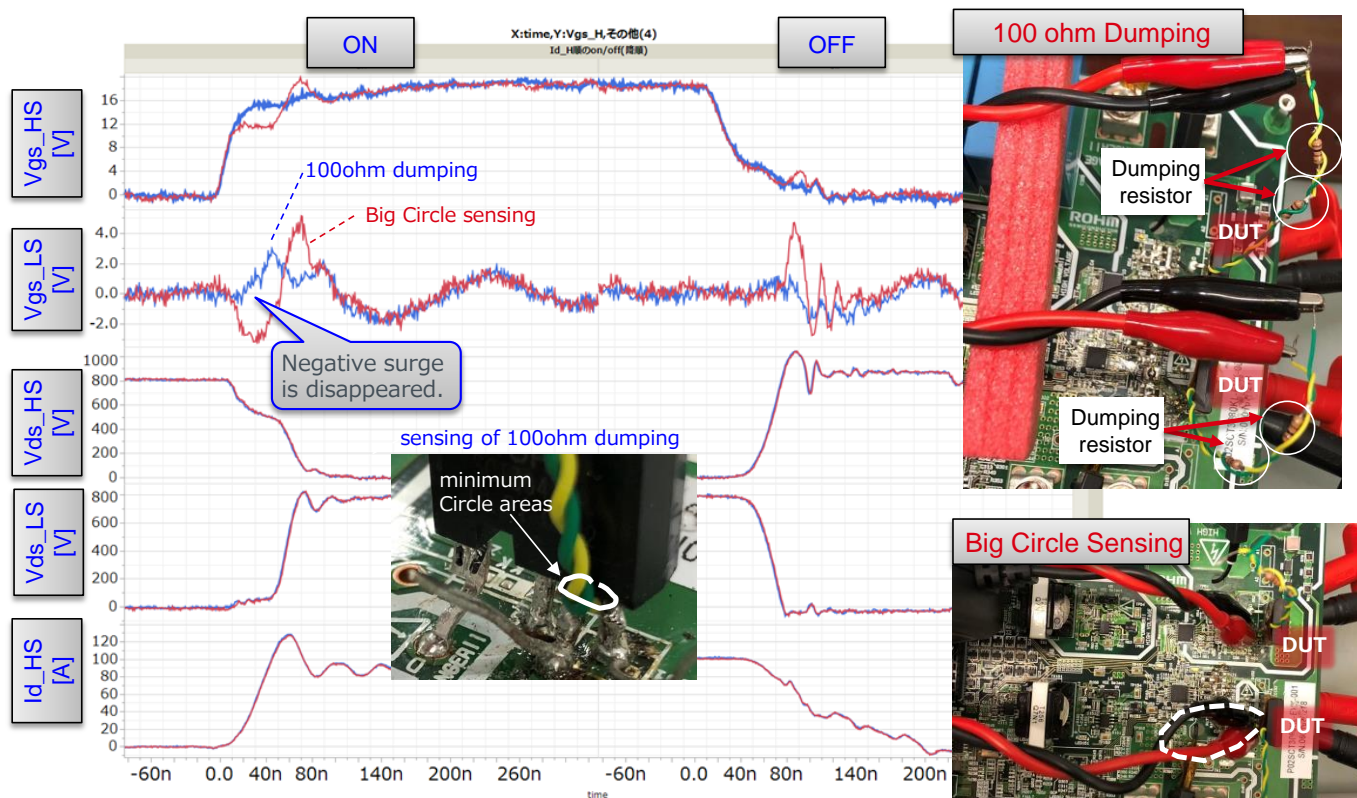 X:time,Y:Vgs_H,その他(4)
Id_H順のon/off(昇順)
ON
OFF
Vgs_HS
[V]
16
12
8
4
0
100ohm dumping
Big Circle sensing
Vgs_LS
[V]
4.0
2.0
0.0
-2.0
Negative surge
is disappeared.
Vds_HS
[V]
1000
800
600
400
200
0
sensing of 100ohm dumping
minimum
Circle areas
Vds_LS
[V]
800
600
400
200
0
Id_HS
[A]
120
100
80
60
40
20
0
-60n 0.0 40n 80n 140n 200n 260n -60n 0.0 40n 80n 140n 200n
time
100 ohm Dumping
Dumping
resistor
ROHM
DUT
DUT
Dumping
resistor
Big Circle Sensing
HIGH
ROHM
DUT
DUT